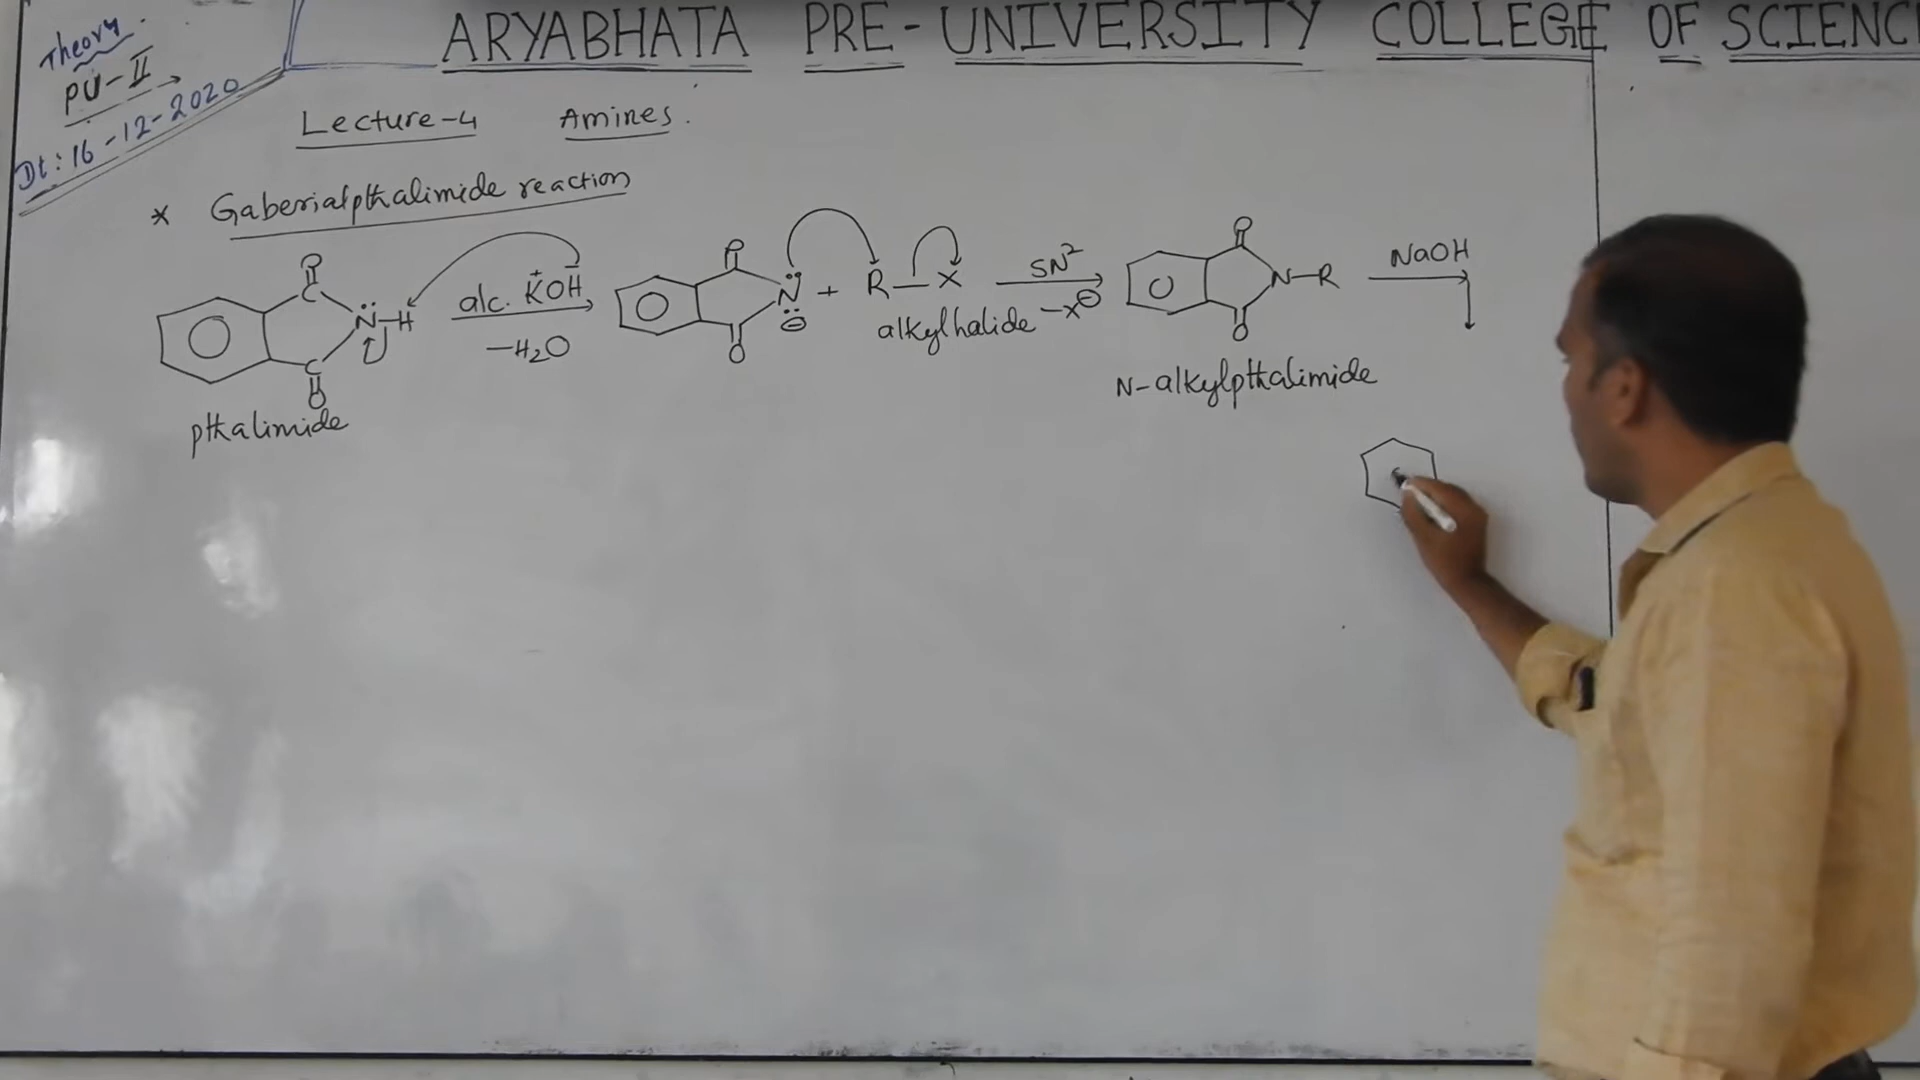 Theory
PU-II
Dt: 16-12-2020
ARYABHATA PRE-UNIVERSITY COLLEGE OF SCIENC
Lecture-4 Amines.
* Gaberialpthalimide reaction
O
C
N-H
C
O
pthalimide
alc. K+OH-
-H2O
O
N
⊖
O
+ R-X
alkylhalide
SN2
-X⊖
O
N-R
O
N-alkylpthalimide
NaOH